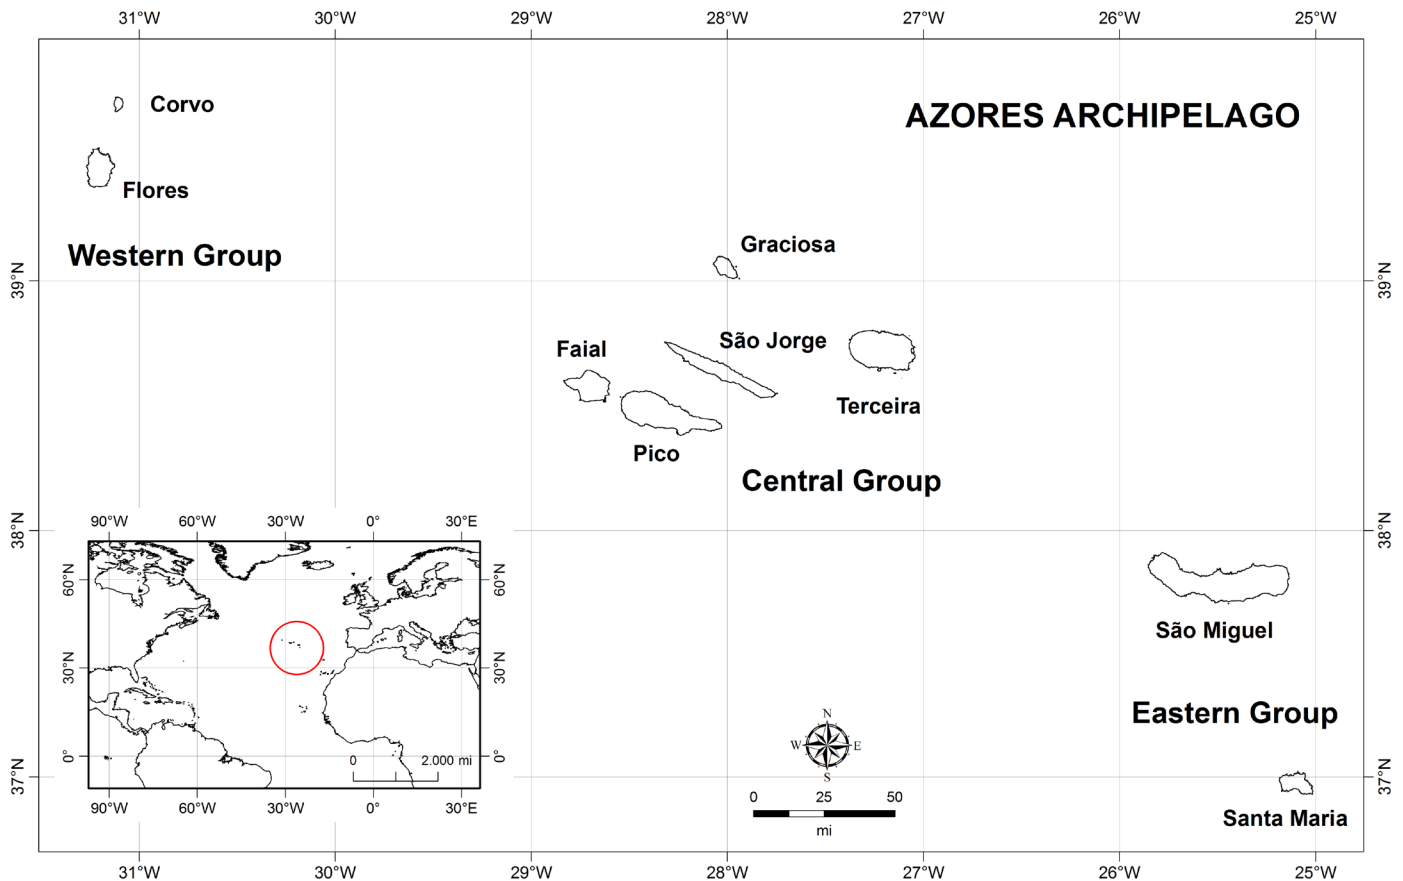 31°W 30°W 29°W 28°W 27°W 26°W 25°W
Corvo
AZORES ARCHIPELAGO
Flores
Graciosa
Western Group
39°N 39°N
São Jorge
Faial
Terceira
Pico
Central Group
38°N 38°N
90°W 60°W 30°W 0° 30°E
60°N 60°N
São Miguel
30°N 30°N
Eastern Group
N
W E
S
0° 0°
0 2.000 mi
37°N 37°N
90°W 60°W 30°W 0° 30°E
0 25 50
mi
Santa Maria
31°W 30°W 29°W 28°W 27°W 26°W 25°W